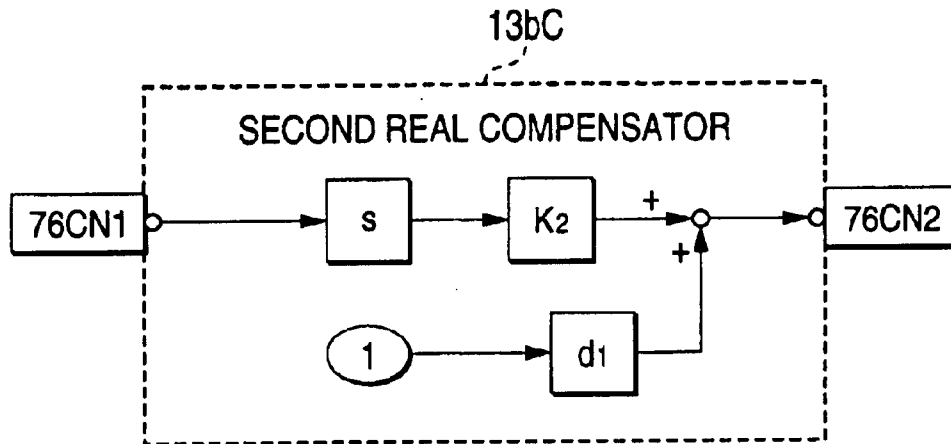 13bC
SECOND REAL COMPENSATOR
76CN1
s
K2
+
76CN2
+
1
d1